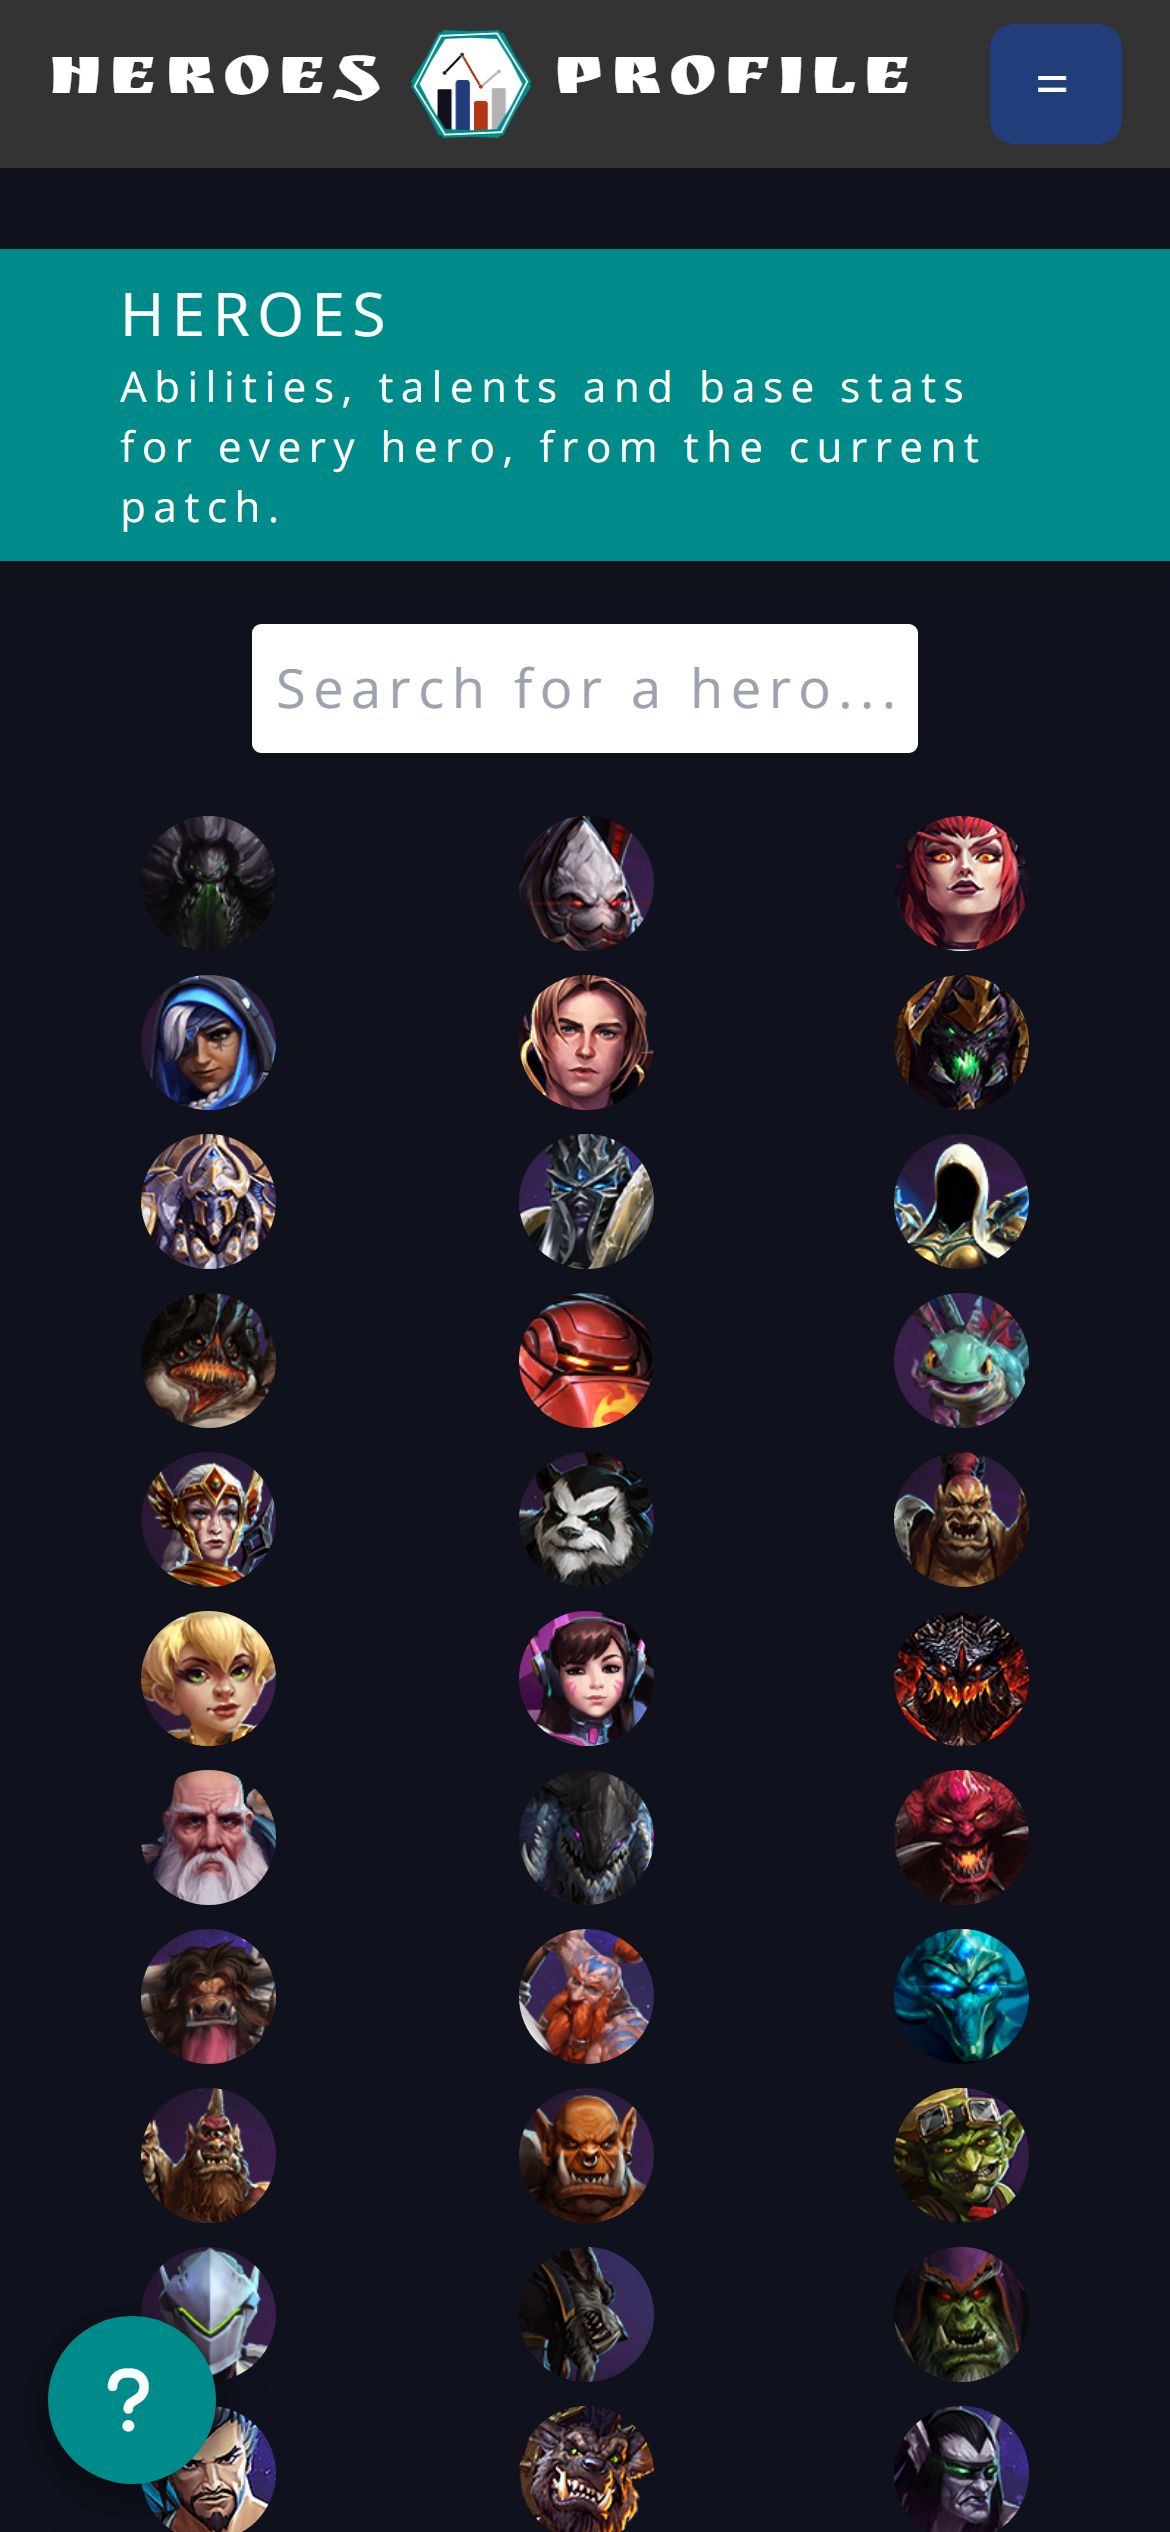 HEROES PROFILE
=
HEROES
Abilities, talents and base stats
for every hero, from the current
patch.
Search for a hero...
?